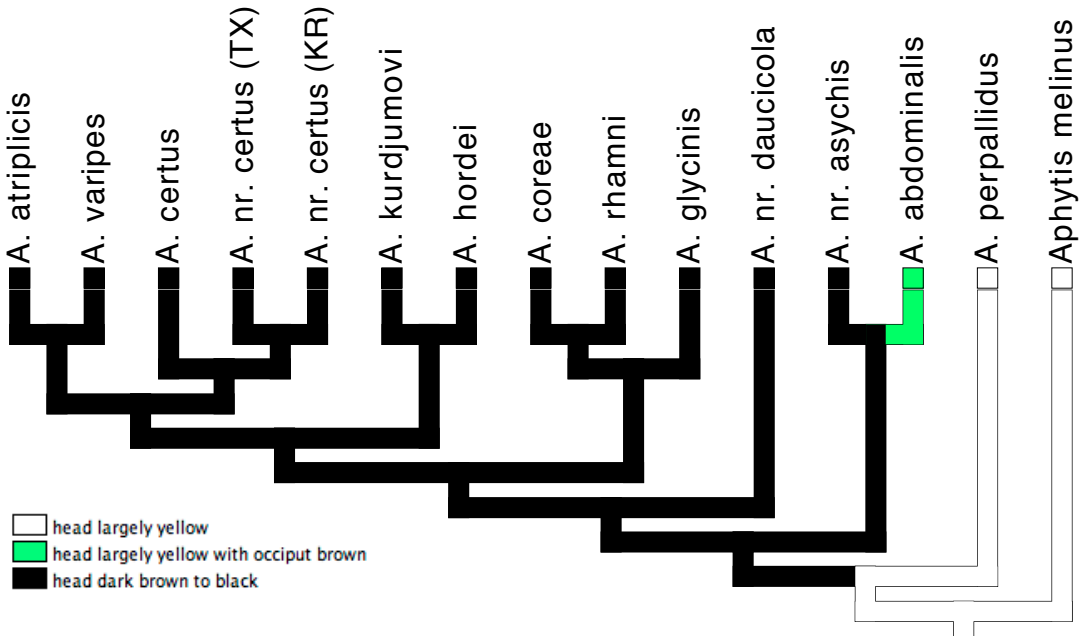 A. atriplicis
A. varipes
A. certus
A. nr. certus (TX)
A. nr. certus (KR)
A. kurdjumovi
A. hordei
A. coreae
A. rhamni
A. glycinis
A. nr. daucicola
A. nr. asychis
A. abdominalis
A. perpallidus
Aphytis melinus
head largely yellow
head largely yellow with occiput brown
head dark brown to black